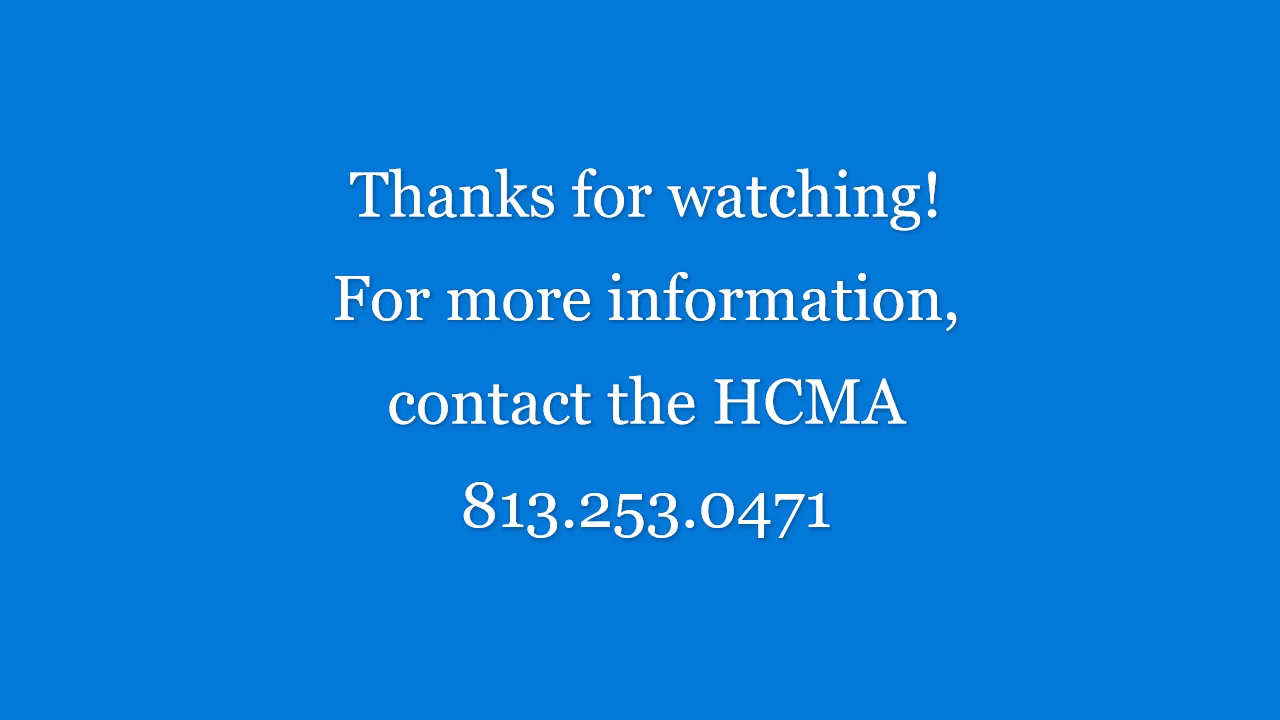 Thanks for watching!
For more information,
contact the HCMA
813.253.0471